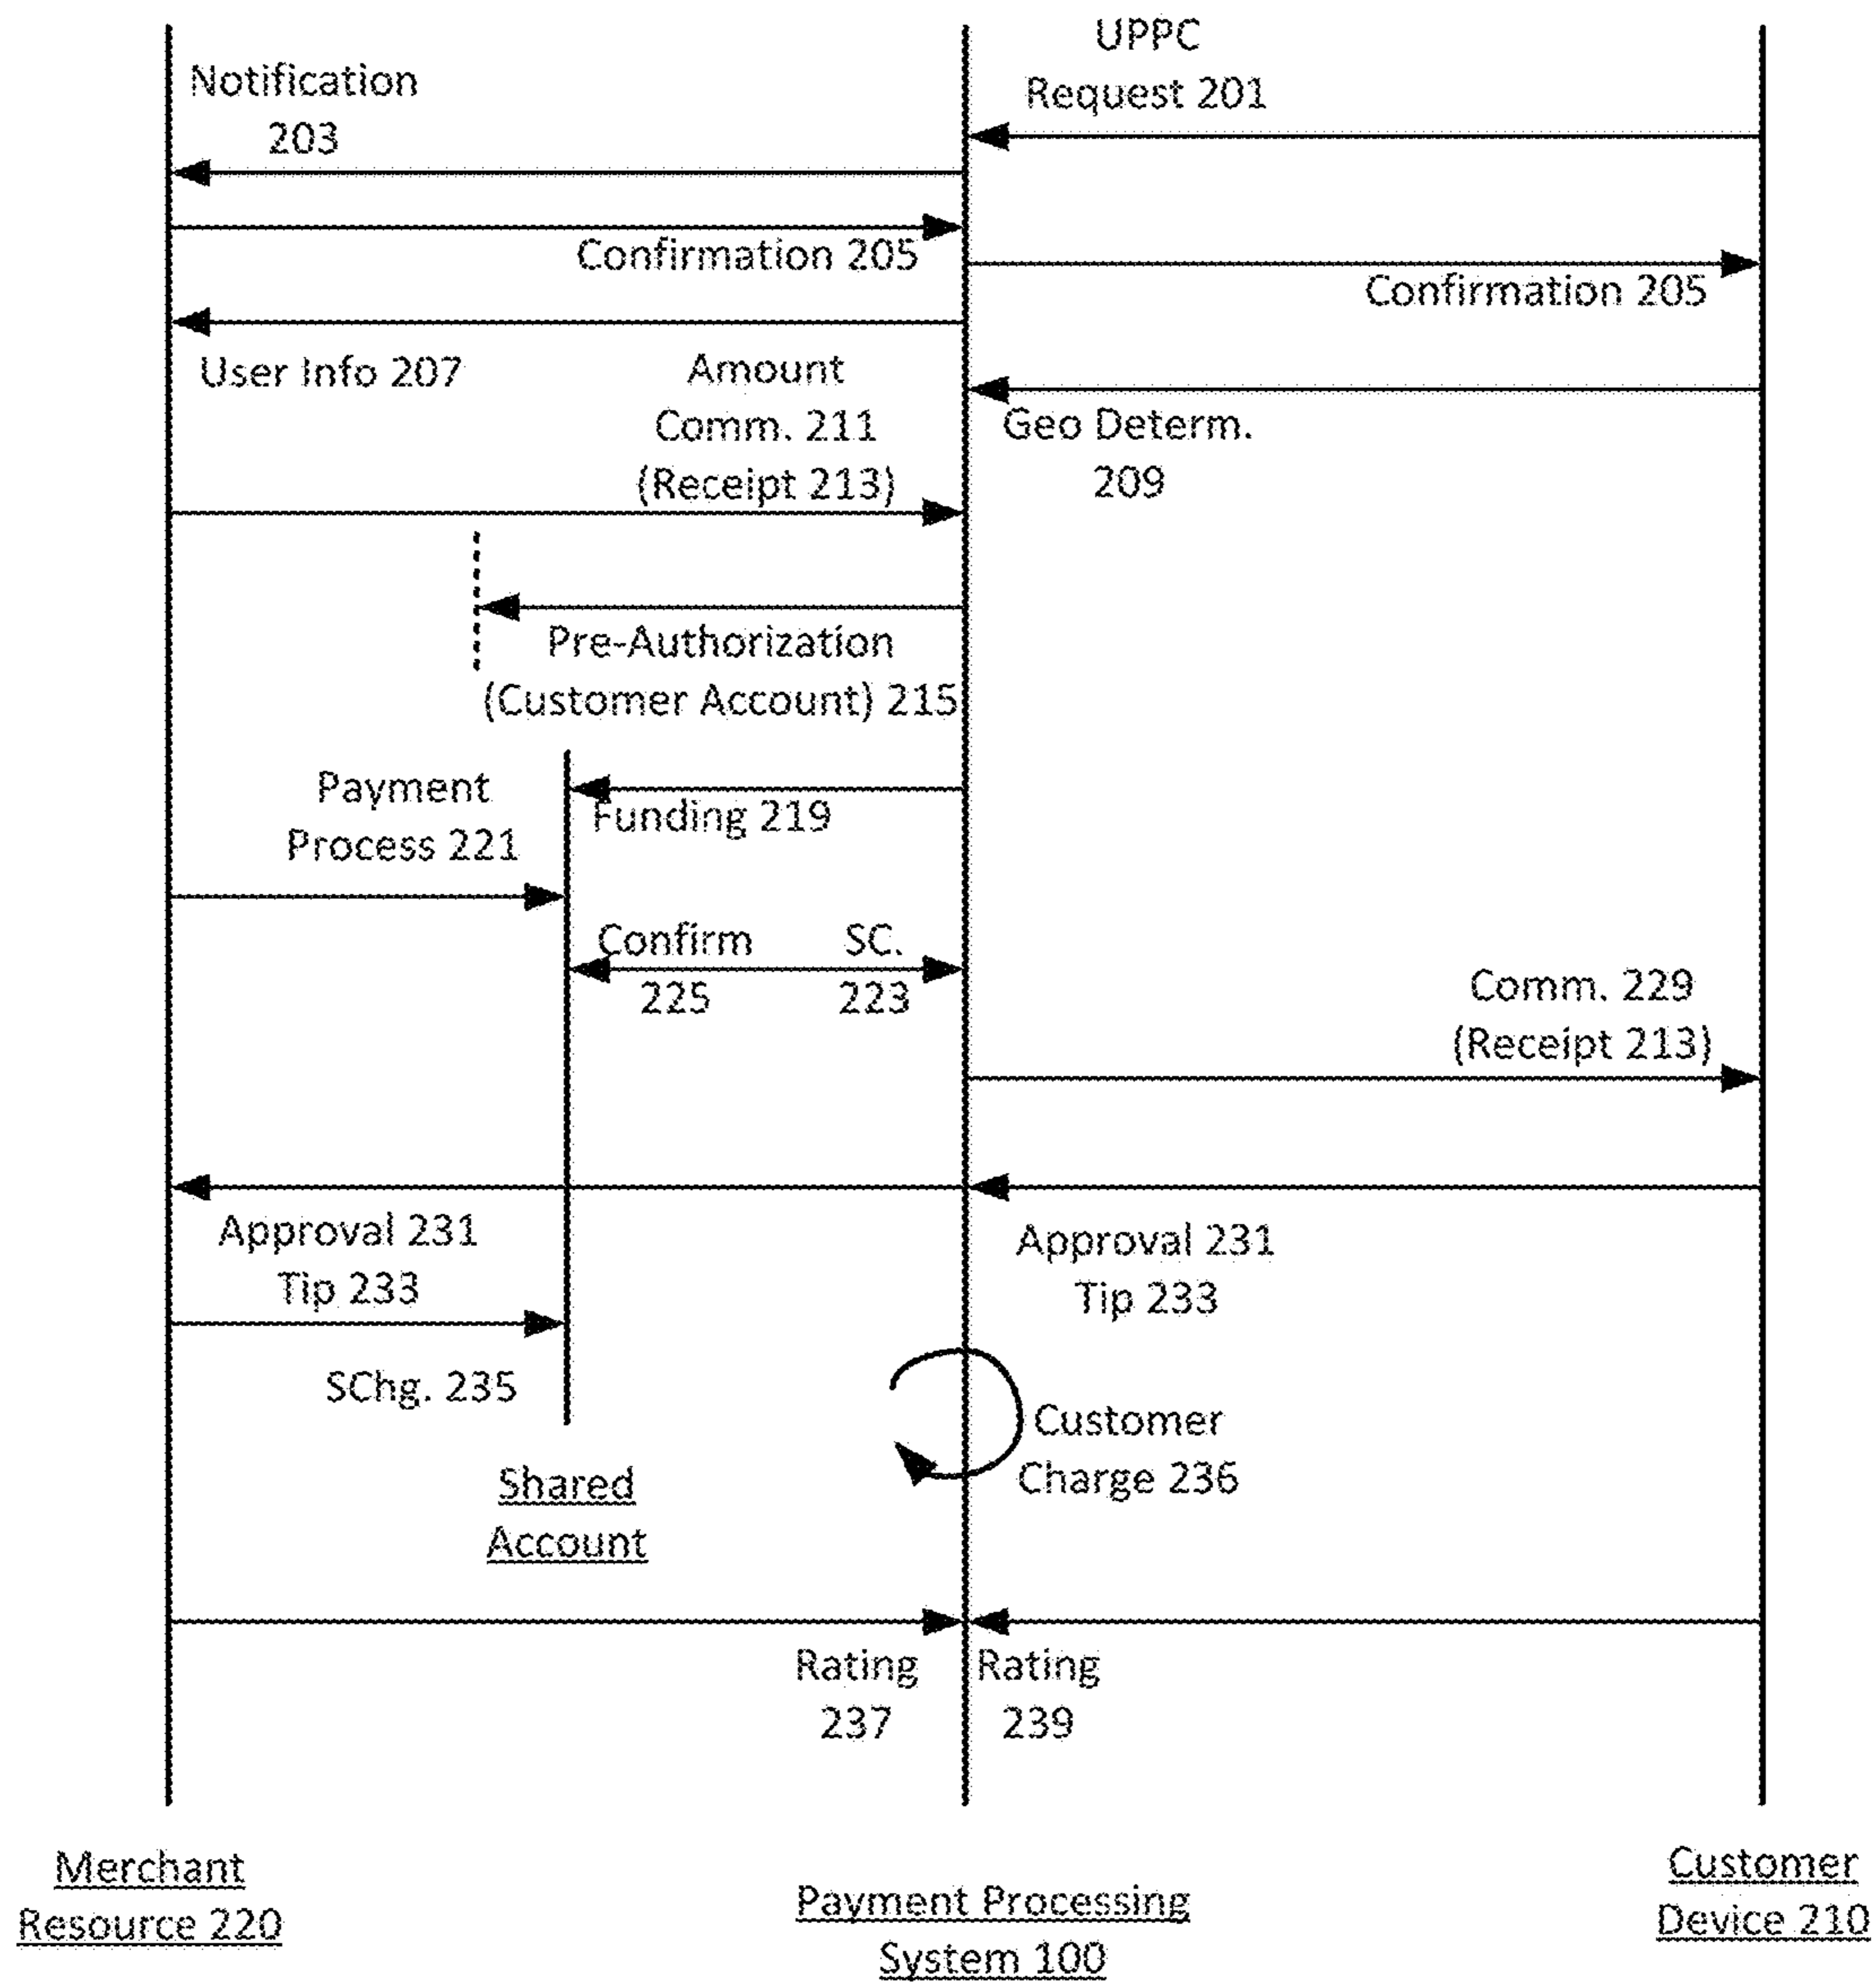 UPPC
Request 201
Notification
203
Confirmation 205
Confirmation 205
User Info 207
Amount
Comm. 211
(Receipt 213)
Geo Determ.
209
Pre-Authorization
(Customer Account) 215
Funding 219
Payment
Process 221
Confirm
225
SC.
223
Comm. 229
(Receipt 213)
Approval 231
Tip 233
Approval 231
Tip 233
SChg. 235
Customer
Charge 236
Shared
Account
Rating
237
Rating
239
Merchant
Resource 220
Payment Processing
System 100
Customer
Device 210